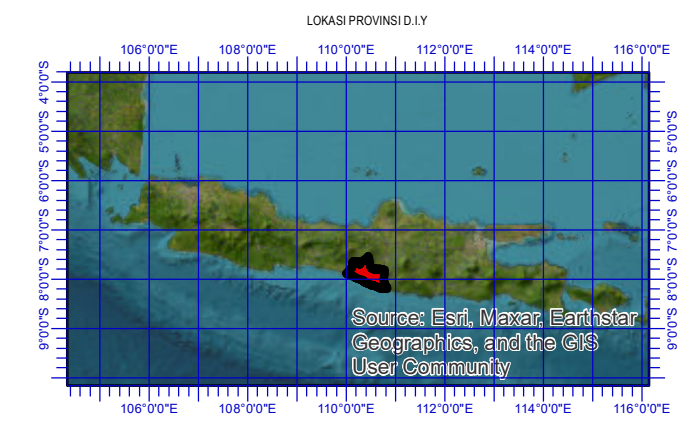 LOKASI PROVINSI D.I.Y
106°0'0"E 108°0'0"E 110°0'0"E 112°0'0"E 114°0'0"E 116°0'0"E
4°0'0"S 4°0'0"S
5°0'0"S 5°0'0"S
6°0'0"S 6°0'0"S
7°0'0"S 7°0'0"S
8°0'0"S 8°0'0"S
9°0'0"S 9°0'0"S
Source: Esri, Maxar, Earthstar
Geographics, and the GIS
User Community
106°0'0"E 108°0'0"E 110°0'0"E 112°0'0"E 114°0'0"E 116°0'0"E